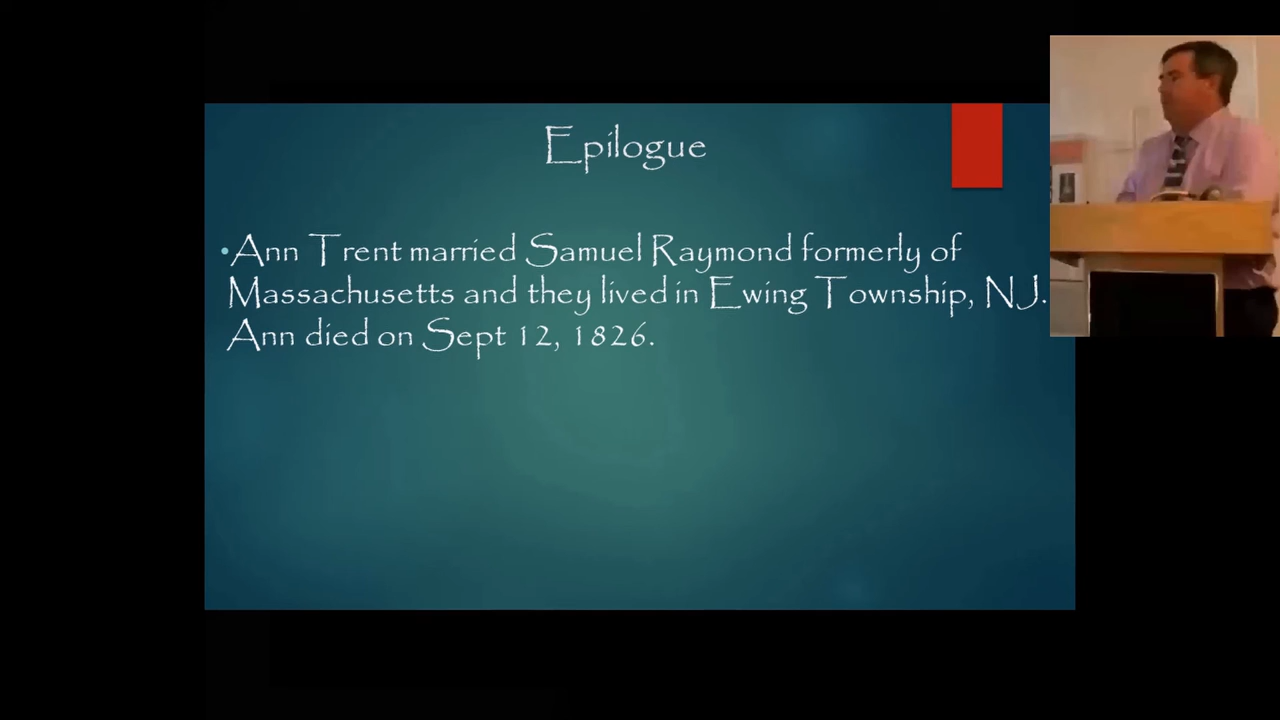 Epilogue
•Ann Trent married Samuel Raymond formerly of
Massachusetts and they lived in Ewing Township, NJ.
Ann died on Sept 12, 1826.